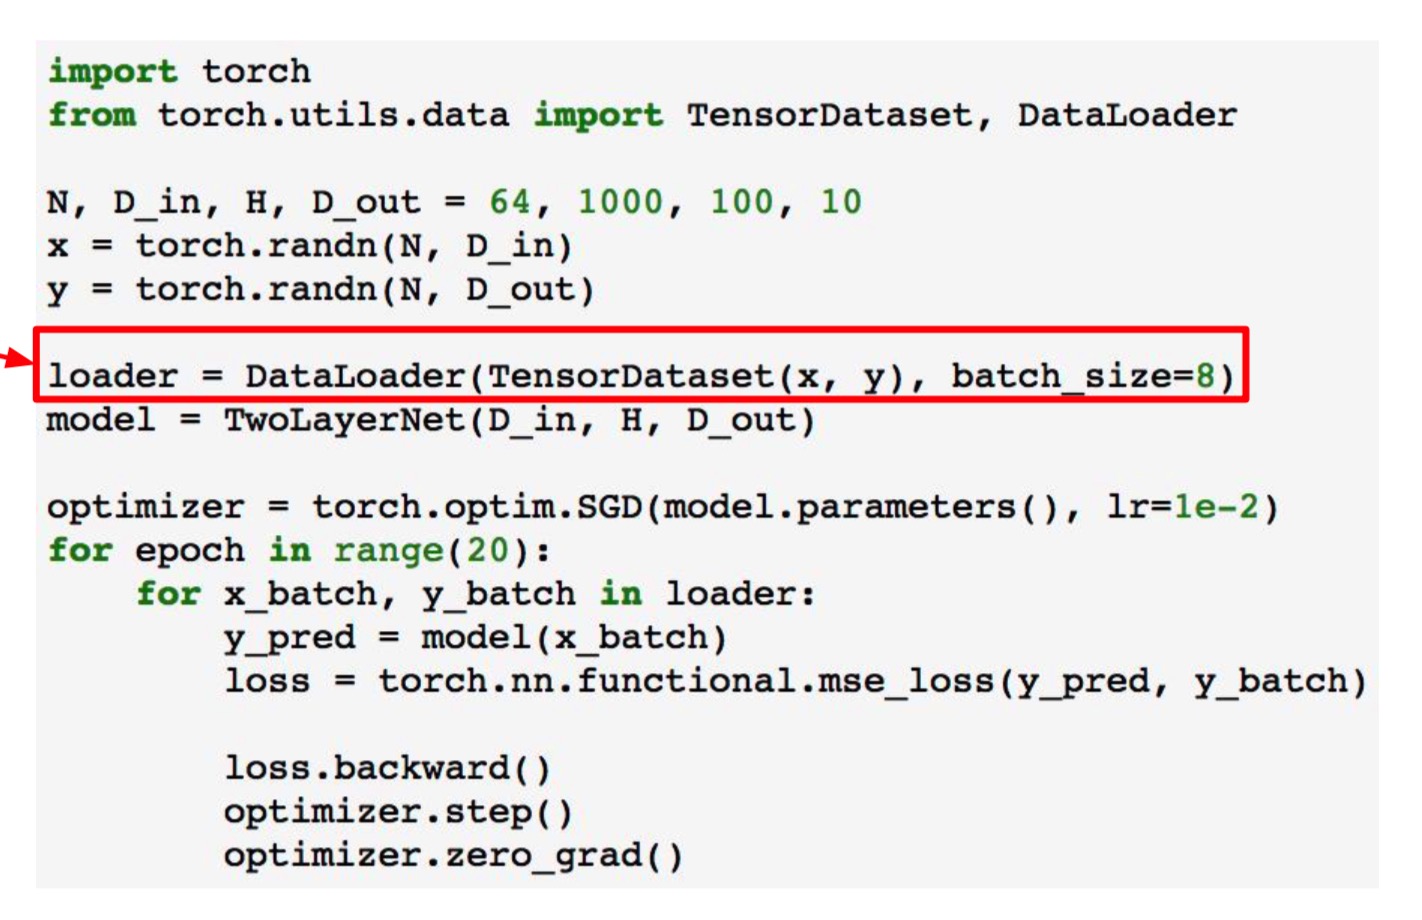 import torch
from torch.utils.data import TensorDataset, DataLoader
N, D_in, H, D_out = 64, 1000, 100, 10
x = torch.randn(N, D_in)
y = torch.randn(N, D_out)
loader = DataLoader(TensorDataset(x, y), batch_size=8)
model = TwoLayerNet(D_in, H, D_out)
optimizer = torch.optim.SGD(model.parameters(), lr=1e-2)
for epoch in range(20):
    for x_batch, y_batch in loader:
        y_pred = model(x_batch)
        loss = torch.nn.functional.mse_loss(y_pred, y_batch)
        loss.backward()
        optimizer.step()
        optimizer.zero_grad()